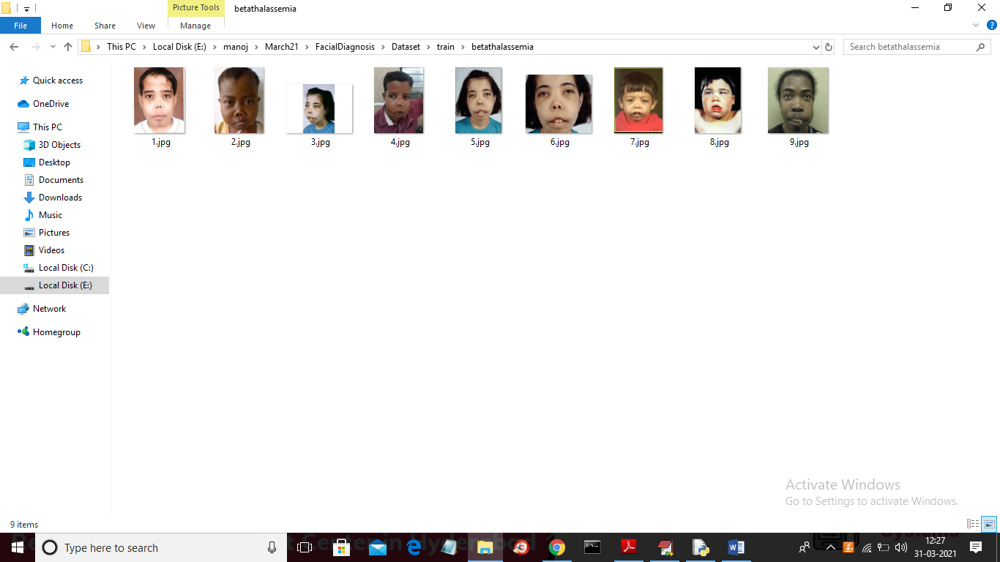 Picture Tools
betathalassemia
File
Home
Share
View
Manage
This PC
Local Disk (E:)
manoj
March21
FacialDiagnosis
Dataset
train
betathalassemia
Search betathalassemia
Quick access
OneDrive
This PC
3D Objects
Desktop
Documents
Downloads
Music
Pictures
Videos
Local Disk (C:)
Local Disk (E:)
Network
Homegroup
1.jpg
2.jpg
3.jpg
4.jpg
5.jpg
6.jpg
7.jpg
8.jpg
9.jpg
Activate Windows
Go to Settings to activate Windows.
9 items
Type here to search
12:27
31-03-2021